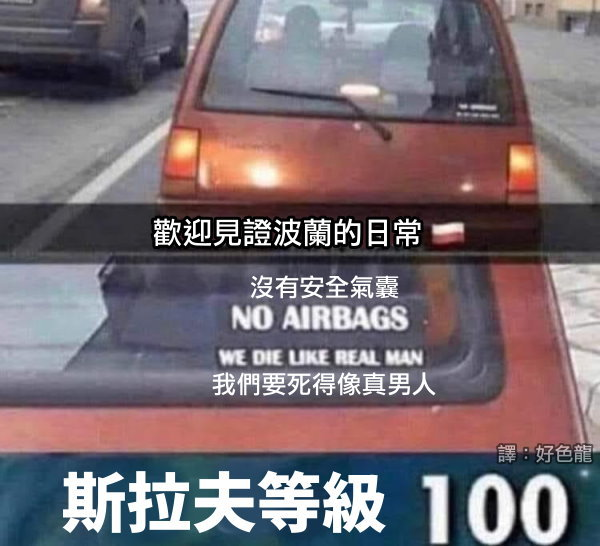 歡迎見證波蘭的日常🇵🇱
沒有安全氣囊
NO AIRBAGS
WE DIE LIKE REAL MAN
我們要死得像真男人
譯：好色龍
斯拉夫等級 100